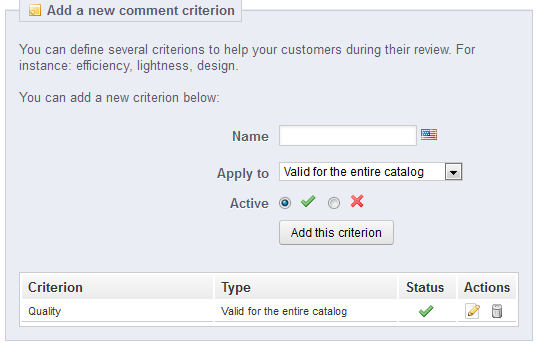 Add a new comment criterion
You can define several criterions to help your customers during their review. For
instance: efficiency, lightness, design.
You can add a new criterion below:
Name
Apply to Valid for the entire catalog
Active
Add this criterion
Criterion Type Status Actions
Quality Valid for the entire catalog